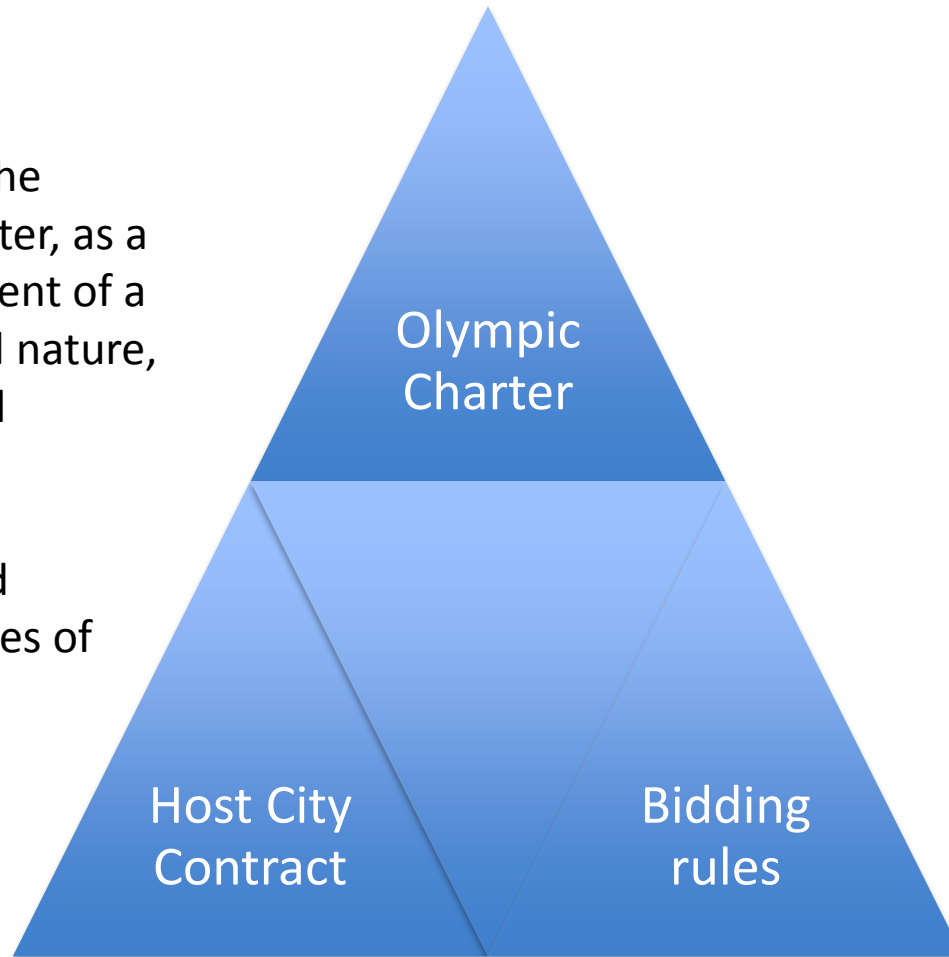 he
ter, as a
ent of a
nature,
es of
Olympic
Charter
Host City
Contract
Bidding
rules